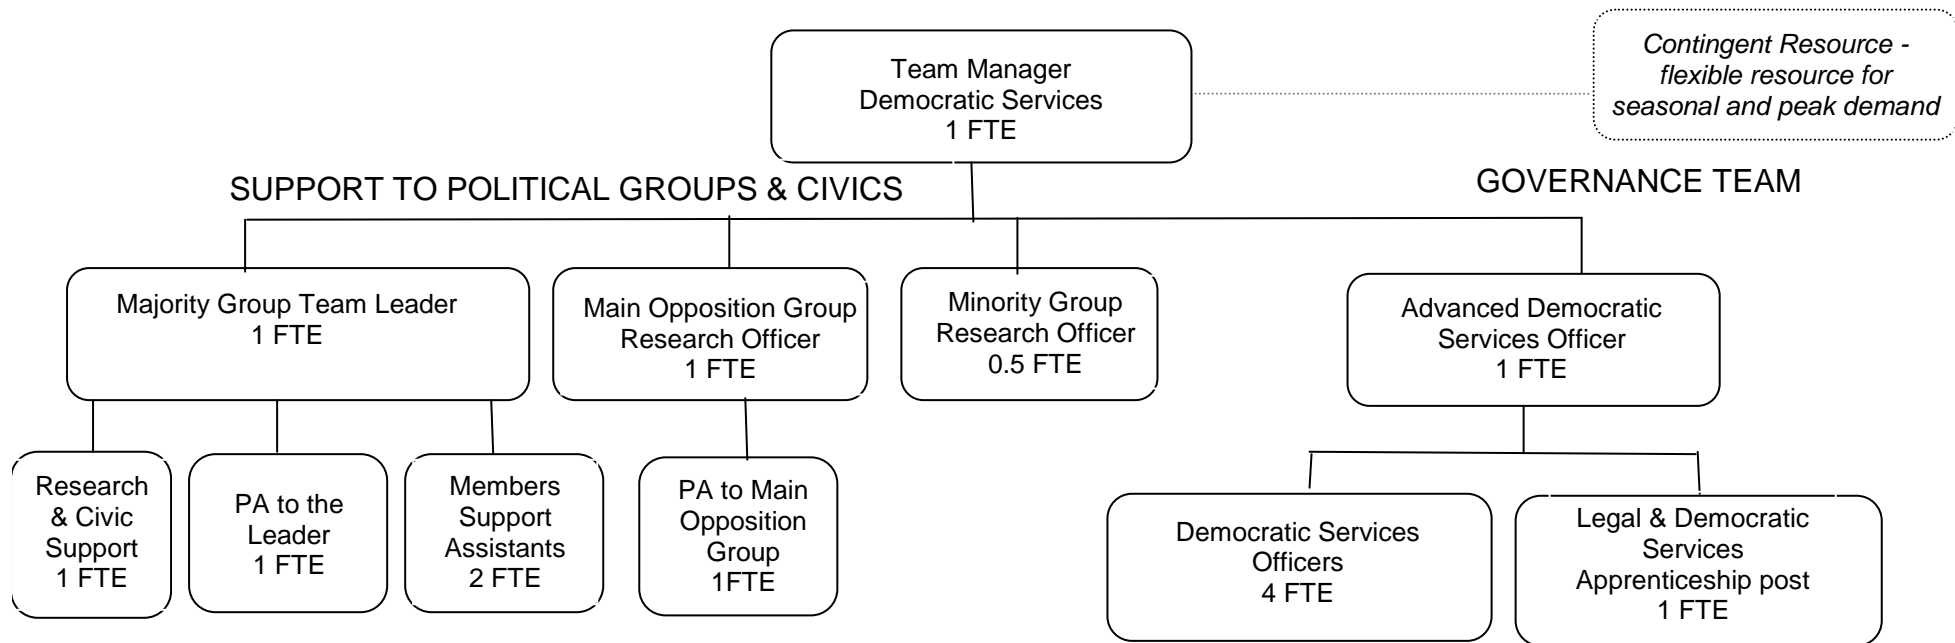 Team Manager
Democratic Services
1 FTE
Contingent Resource -
flexible resource for
seasonal and peak demand
SUPPORT TO POLITICAL GROUPS & CIVICS
GOVERNANCE TEAM
Majority Group Team Leader
1 FTE
Main Opposition Group
Research Officer
1 FTE
Minority Group
Research Officer
0.5 FTE
Advanced Democratic
Services Officer
1 FTE
Research
& Civic
Support
1 FTE
PA to the
Leader
1 FTE
Members
Support
Assistants
2 FTE
PA to Main
Opposition
Group
1FTE
Democratic Services
Officers
4 FTE
Legal & Democratic
Services
Apprenticeship post
1 FTE